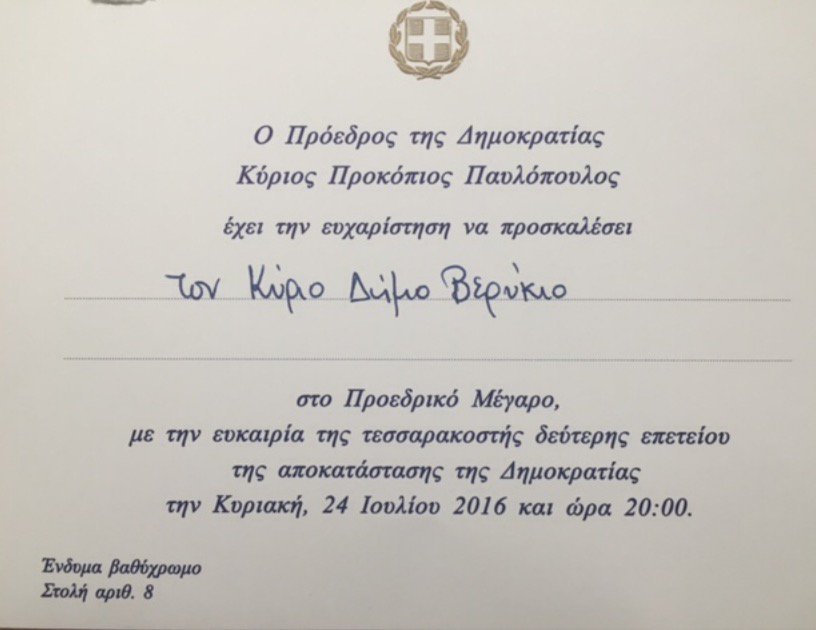 Ο Πρόεδρος της Δημοκρατίας
Κύριος Προκόπιος Παυλόπουλος
έχει την ευχαρίστηση να προσκαλέσει
τον Κύριο Δήμο Βερύκιο
στο Προεδρικό Μέγαρο,
με την ευκαιρία της τεσσαρακοστής δεύτερης επετείου
της αποκατάστασης της Δημοκρατίας
την Κυριακή, 24 Ιουλίου 2016 και ώρα 20:00.
Ένδυμα βαθύχρωμο
Στολή αριθ. 8